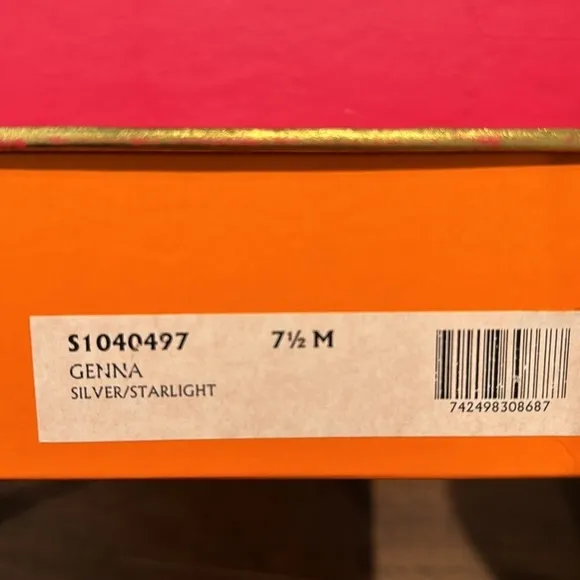 S1040497 7½ M
GENNA
SILVER/STARLIGHT
742498308687